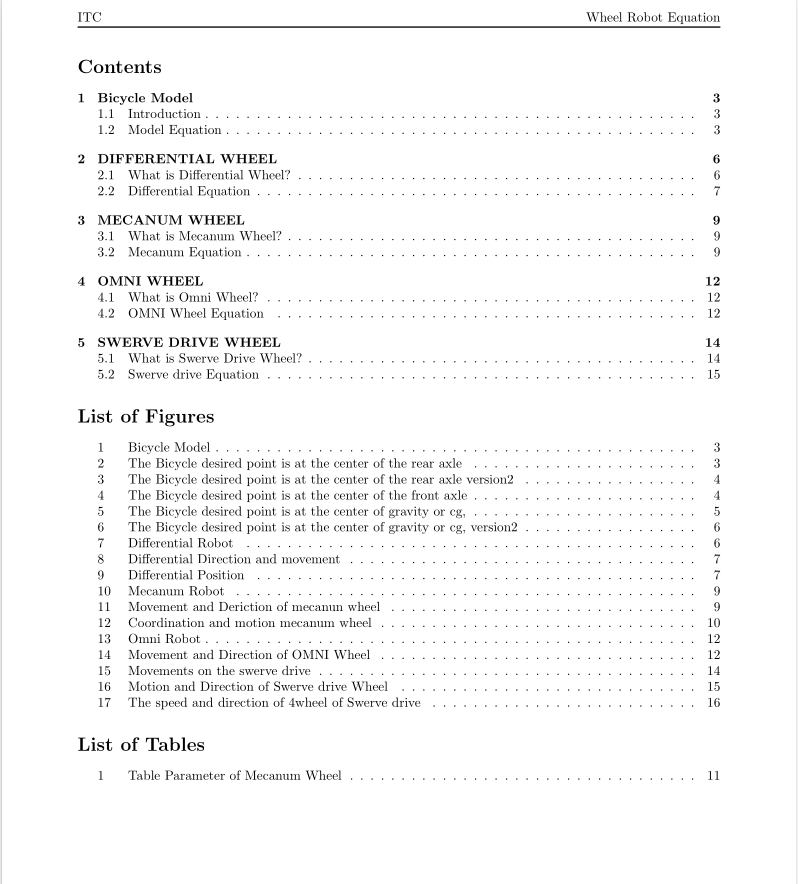 ITC Wheel Robot Equation
Contents
1 Bicycle Model 3
1.1 Introduction . . . . . . . . . . . . . . . . . . . . . . . . . . . . . . . . . . . . . . . . . . . . . . . . 3
1.2 Model Equation . . . . . . . . . . . . . . . . . . . . . . . . . . . . . . . . . . . . . . . . . . . . . . 3
2 DIFFERENTIAL WHEEL 6
2.1 What is Differential Wheel? . . . . . . . . . . . . . . . . . . . . . . . . . . . . . . . . . . . . . . . 6
2.2 Differential Equation . . . . . . . . . . . . . . . . . . . . . . . . . . . . . . . . . . . . . . . . . . . 7
3 MECANUM WHEEL 9
3.1 What is Mecanum Wheel? . . . . . . . . . . . . . . . . . . . . . . . . . . . . . . . . . . . . . . . . 9
3.2 Mecanum Equation . . . . . . . . . . . . . . . . . . . . . . . . . . . . . . . . . . . . . . . . . . . . 9
4 OMNI WHEEL 12
4.1 What is Omni Wheel? . . . . . . . . . . . . . . . . . . . . . . . . . . . . . . . . . . . . . . . . . . 12
4.2 OMNI Wheel Equation . . . . . . . . . . . . . . . . . . . . . . . . . . . . . . . . . . . . . . . . . 12
5 SWERVE DRIVE WHEEL 14
5.1 What is Swerve Drive Wheel? . . . . . . . . . . . . . . . . . . . . . . . . . . . . . . . . . . . . . . 14
5.2 Swerve drive Equation . . . . . . . . . . . . . . . . . . . . . . . . . . . . . . . . . . . . . . . . . . 15
List of Figures
1 Bicycle Model . . . . . . . . . . . . . . . . . . . . . . . . . . . . . . . . . . . . . . . . . . . . . . . 3
2 The Bicycle desired point is at the center of the rear axle . . . . . . . . . . . . . . . . . . . . . . 3
3 The Bicycle desired point is at the center of the rear axle version2 . . . . . . . . . . . . . . . . . 4
4 The Bicycle desired point is at the center of the front axle . . . . . . . . . . . . . . . . . . . . . . 4
5 The Bicycle desired point is at the center of gravity or cg, . . . . . . . . . . . . . . . . . . . . . . 5
6 The Bicycle desired point is at the center of gravity or cg, version2 . . . . . . . . . . . . . . . . . 6
7 Differential Robot . . . . . . . . . . . . . . . . . . . . . . . . . . . . . . . . . . . . . . . . . . . . 6
8 Differential Direction and movement . . . . . . . . . . . . . . . . . . . . . . . . . . . . . . . . . . 7
9 Differential Position . . . . . . . . . . . . . . . . . . . . . . . . . . . . . . . . . . . . . . . . . . . 7
10 Mecanum Robot . . . . . . . . . . . . . . . . . . . . . . . . . . . . . . . . . . . . . . . . . . . . . 9
11 Movement and Deriction of mecanun wheel . . . . . . . . . . . . . . . . . . . . . . . . . . . . . . 9
12 Coordination and motion mecanum wheel . . . . . . . . . . . . . . . . . . . . . . . . . . . . . . . 10
13 Omni Robot . . . . . . . . . . . . . . . . . . . . . . . . . . . . . . . . . . . . . . . . . . . . . . . . 12
14 Movement and Direction of OMNI Wheel . . . . . . . . . . . . . . . . . . . . . . . . . . . . . . . 12
15 Movements on the swerve drive . . . . . . . . . . . . . . . . . . . . . . . . . . . . . . . . . . . . . 14
16 Motion and Direction of Swerve drive Wheel . . . . . . . . . . . . . . . . . . . . . . . . . . . . . 15
17 The speed and direction of 4wheel of Swerve drive . . . . . . . . . . . . . . . . . . . . . . . . . . 16
List of Tables
1 Table Parameter of Mecanum Wheel . . . . . . . . . . . . . . . . . . . . . . . . . . . . . . . . . . 11